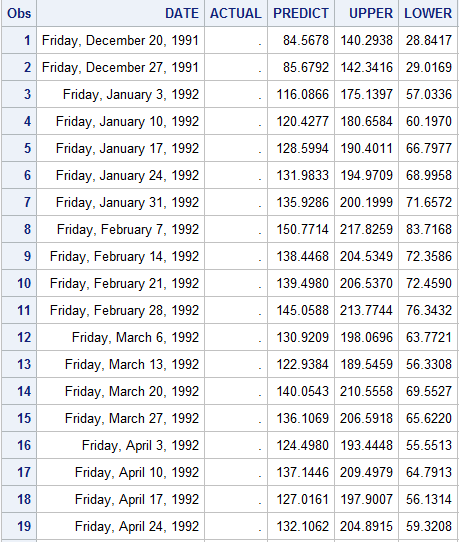 Obs DATE ACTUAL PREDICT UPPER LOWER
1 Friday, December 20, 1991 . 84.5678 140.2938 28.8417
2 Friday, December 27, 1991 . 85.6792 142.3416 29.0169
3 Friday, January 3, 1992 . 116.0866 175.1397 57.0336
4 Friday, January 10, 1992 . 120.4277 180.6584 60.1970
5 Friday, January 17, 1992 . 128.5994 190.4011 66.7977
6 Friday, January 24, 1992 . 131.9833 194.9709 68.9958
7 Friday, January 31, 1992 . 135.9286 200.1999 71.6572
8 Friday, February 7, 1992 . 150.7714 217.8259 83.7168
9 Friday, February 14, 1992 . 138.4468 204.5349 72.3586
10 Friday, February 21, 1992 . 139.4980 206.5370 72.4590
11 Friday, February 28, 1992 . 145.0588 213.7744 76.3432
12 Friday, March 6, 1992 . 130.9209 198.0696 63.7721
13 Friday, March 13, 1992 . 122.9384 189.5459 56.3308
14 Friday, March 20, 1992 . 140.0543 210.5558 69.5527
15 Friday, March 27, 1992 . 136.1069 206.5918 65.6220
16 Friday, April 3, 1992 . 124.4980 193.4448 55.5513
17 Friday, April 10, 1992 . 137.1446 209.4979 64.7913
18 Friday, April 17, 1992 . 127.0161 197.9007 56.1314
19 Friday, April 24, 1992 . 132.1062 204.8915 59.3208